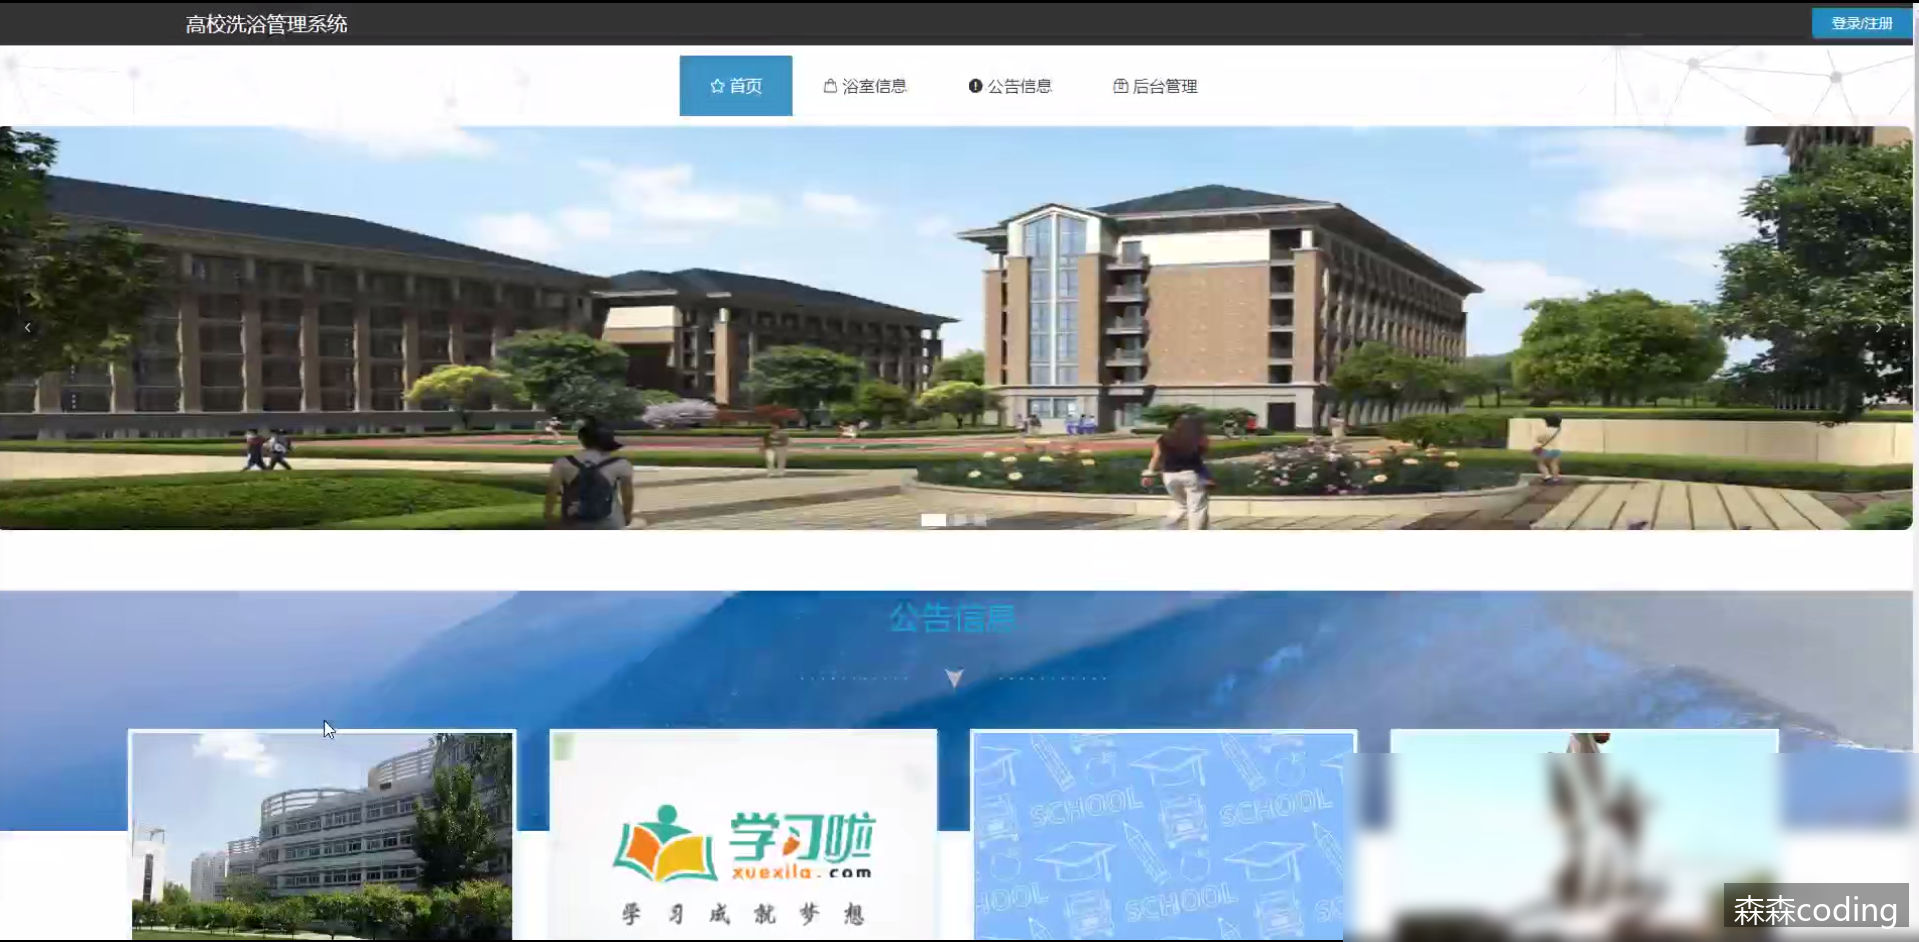 高校洗浴管理系统
登录/注册
首页
浴室信息
公告信息
后台管理
公告信息
学习啦
xuexila.com
学习成就梦想
SCHOOL
SCHOOL
SCHOOL
SCHOOL
森森coding